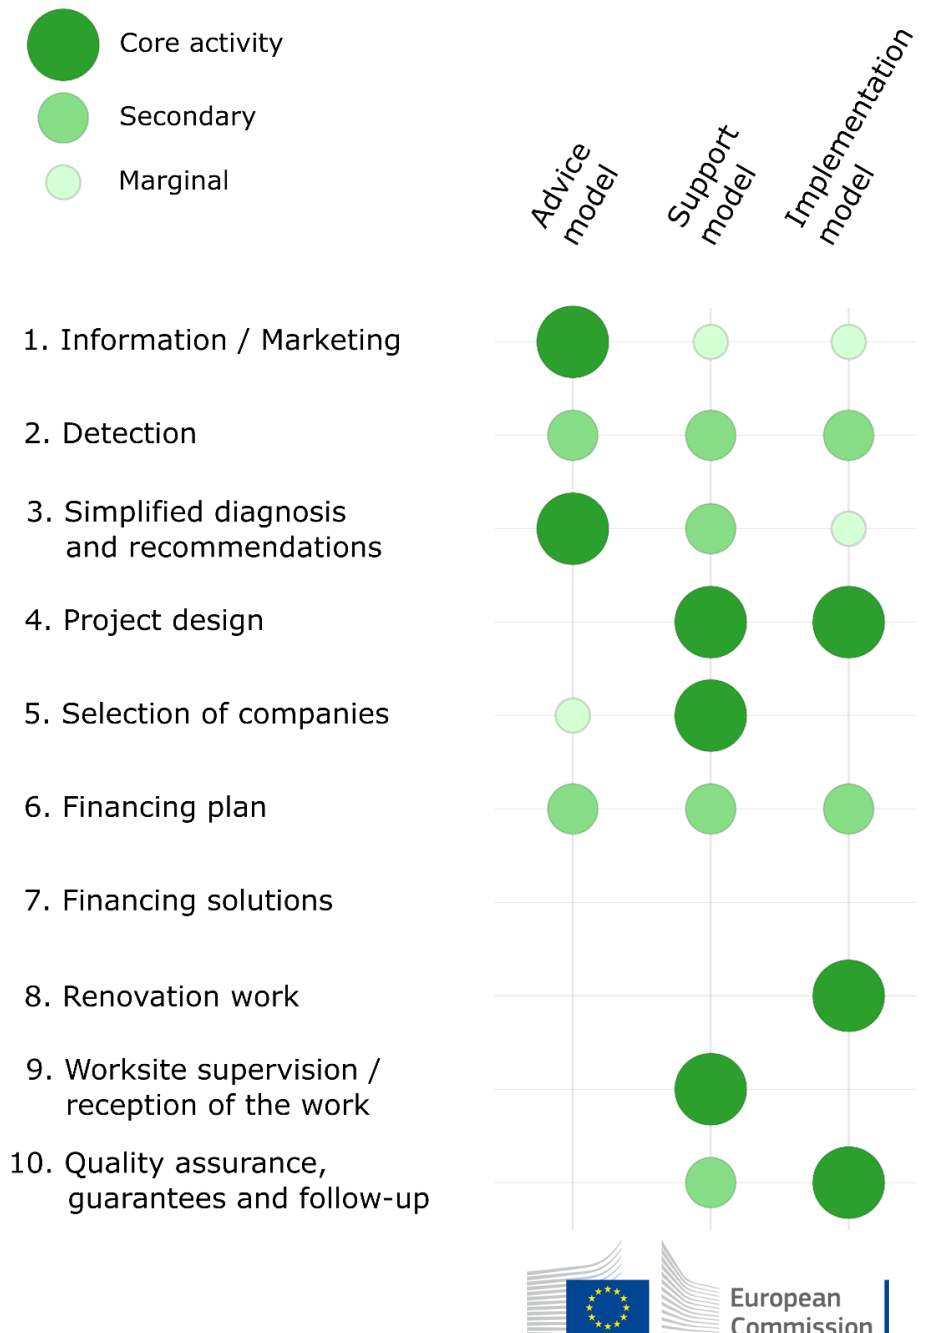 Core activity
Secondary
Marginal
Advice
model
Support
model
Implementation
model
1. Information / Marketing
2. Detection
3. Simplified diagnosis
and recommendations
4. Project design
5. Selection of companies
6. Financing plan
7. Financing solutions
8. Renovation work
9. Worksite supervision /
reception of the work
10. Quality assurance,
guarantees and follow-up
European
Commission